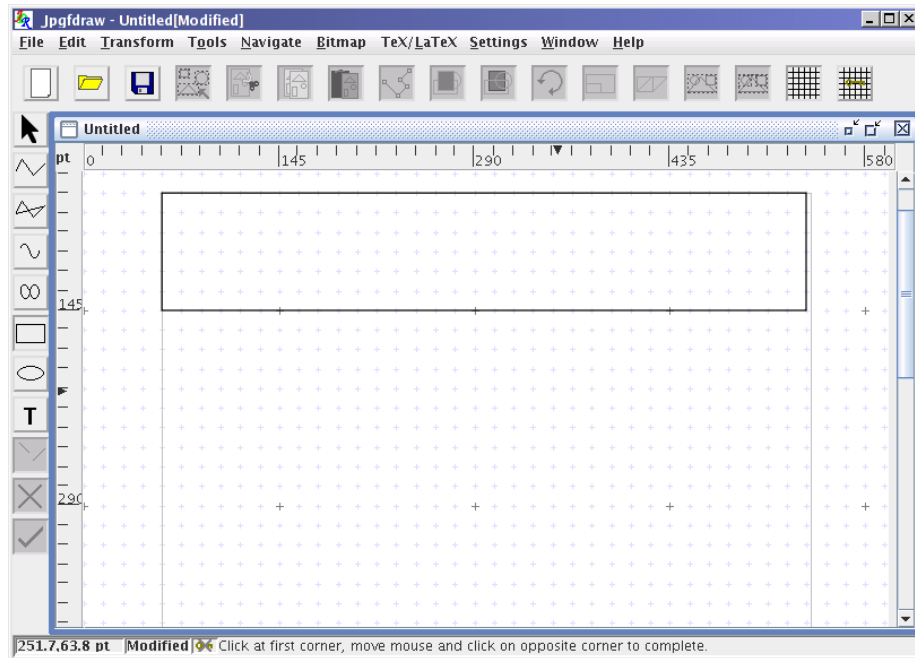 Jpgfdraw - Untitled[Modified]
File Edit Transform Tools Navigate Bitmap TeX/LaTeX Settings Window Help
Untitled
pt 0 145 290 435 580
T
145
290
251.7,63.8 pt Modified Click at first corner, move mouse and click on opposite corner to complete.